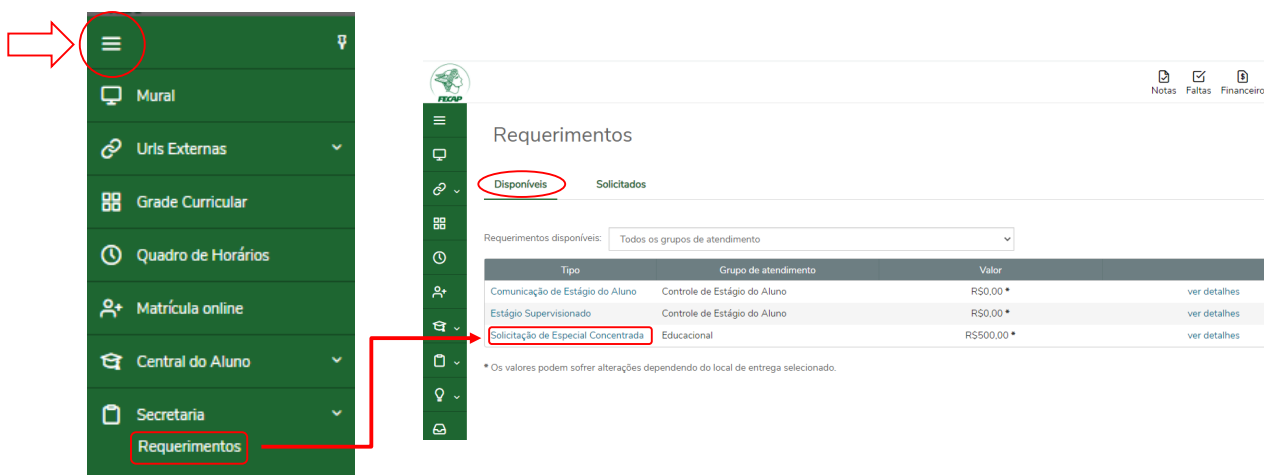 Mural
Urls Externas
Grade Curricular
Quadro de Horários
Matrícula online
Central do Aluno
Secretaria
Requerimentos
FECAP
Notas Faltas Financeiro
Requerimentos
Disponíveis Solicitados
Requerimentos disponíveis: Todos os grupos de atendimento
Tipo Grupo de atendimento Valor
Comunicação de Estágio do Aluno Controle de Estágio do Aluno R$0,00 * ver detalhes
Estágio Supervisionado Controle de Estágio do Aluno R$0,00 * ver detalhes
Solicitação de Especial Concentrada Educacional R$500,00 * ver detalhes
* Os valores podem sofrer alterações dependendo do local de entrega selecionado.